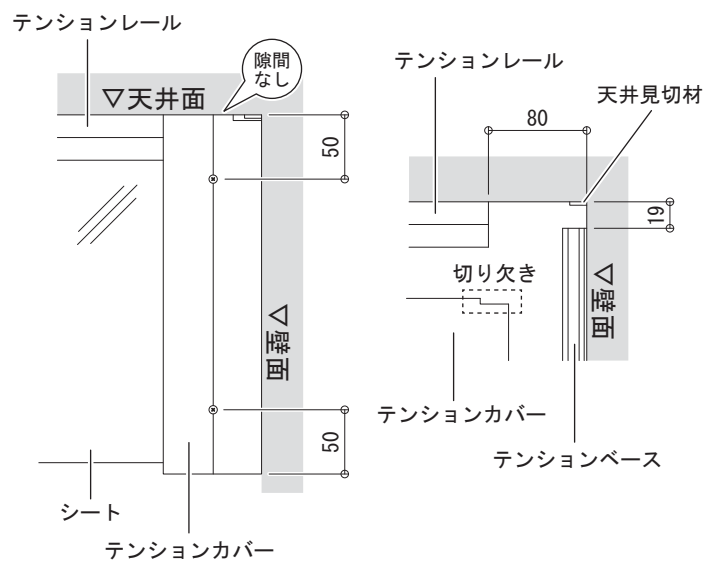 テンションレール
隙間
なし
▽天井面
50
▽壁面
50
シート
テンションカバー
テンションレール
天井見切材
80
19
切り欠き
▽壁面
テンションカバー
テンションベース